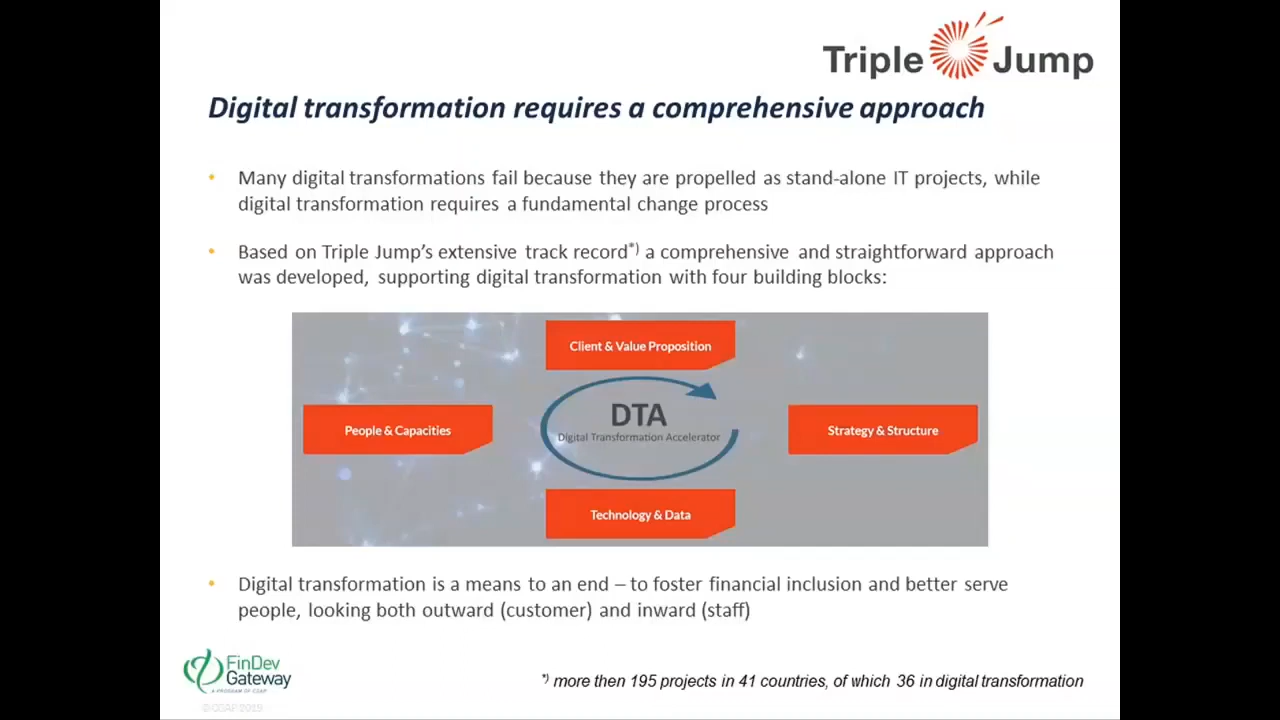 Triple Jump
Digital transformation requires a comprehensive approach
• Many digital transformations fail because they are propelled as stand-alone IT projects, while
digital transformation requires a fundamental change process
• Based on Triple Jump’s extensive track record*) a comprehensive and straightforward approach
was developed, supporting digital transformation with four building blocks:
Client & Value Proposition
People & Capacities
DTA
Digital Transformation Accelerator
Strategy & Structure
Technology & Data
• Digital transformation is a means to an end – to foster financial inclusion and better serve
people, looking both outward (customer) and inward (staff)
FinDev
Gateway
A PROGRAM OF CGAP
© CGAP 2019
*) more then 195 projects in 41 countries, of which 36 in digital transformation